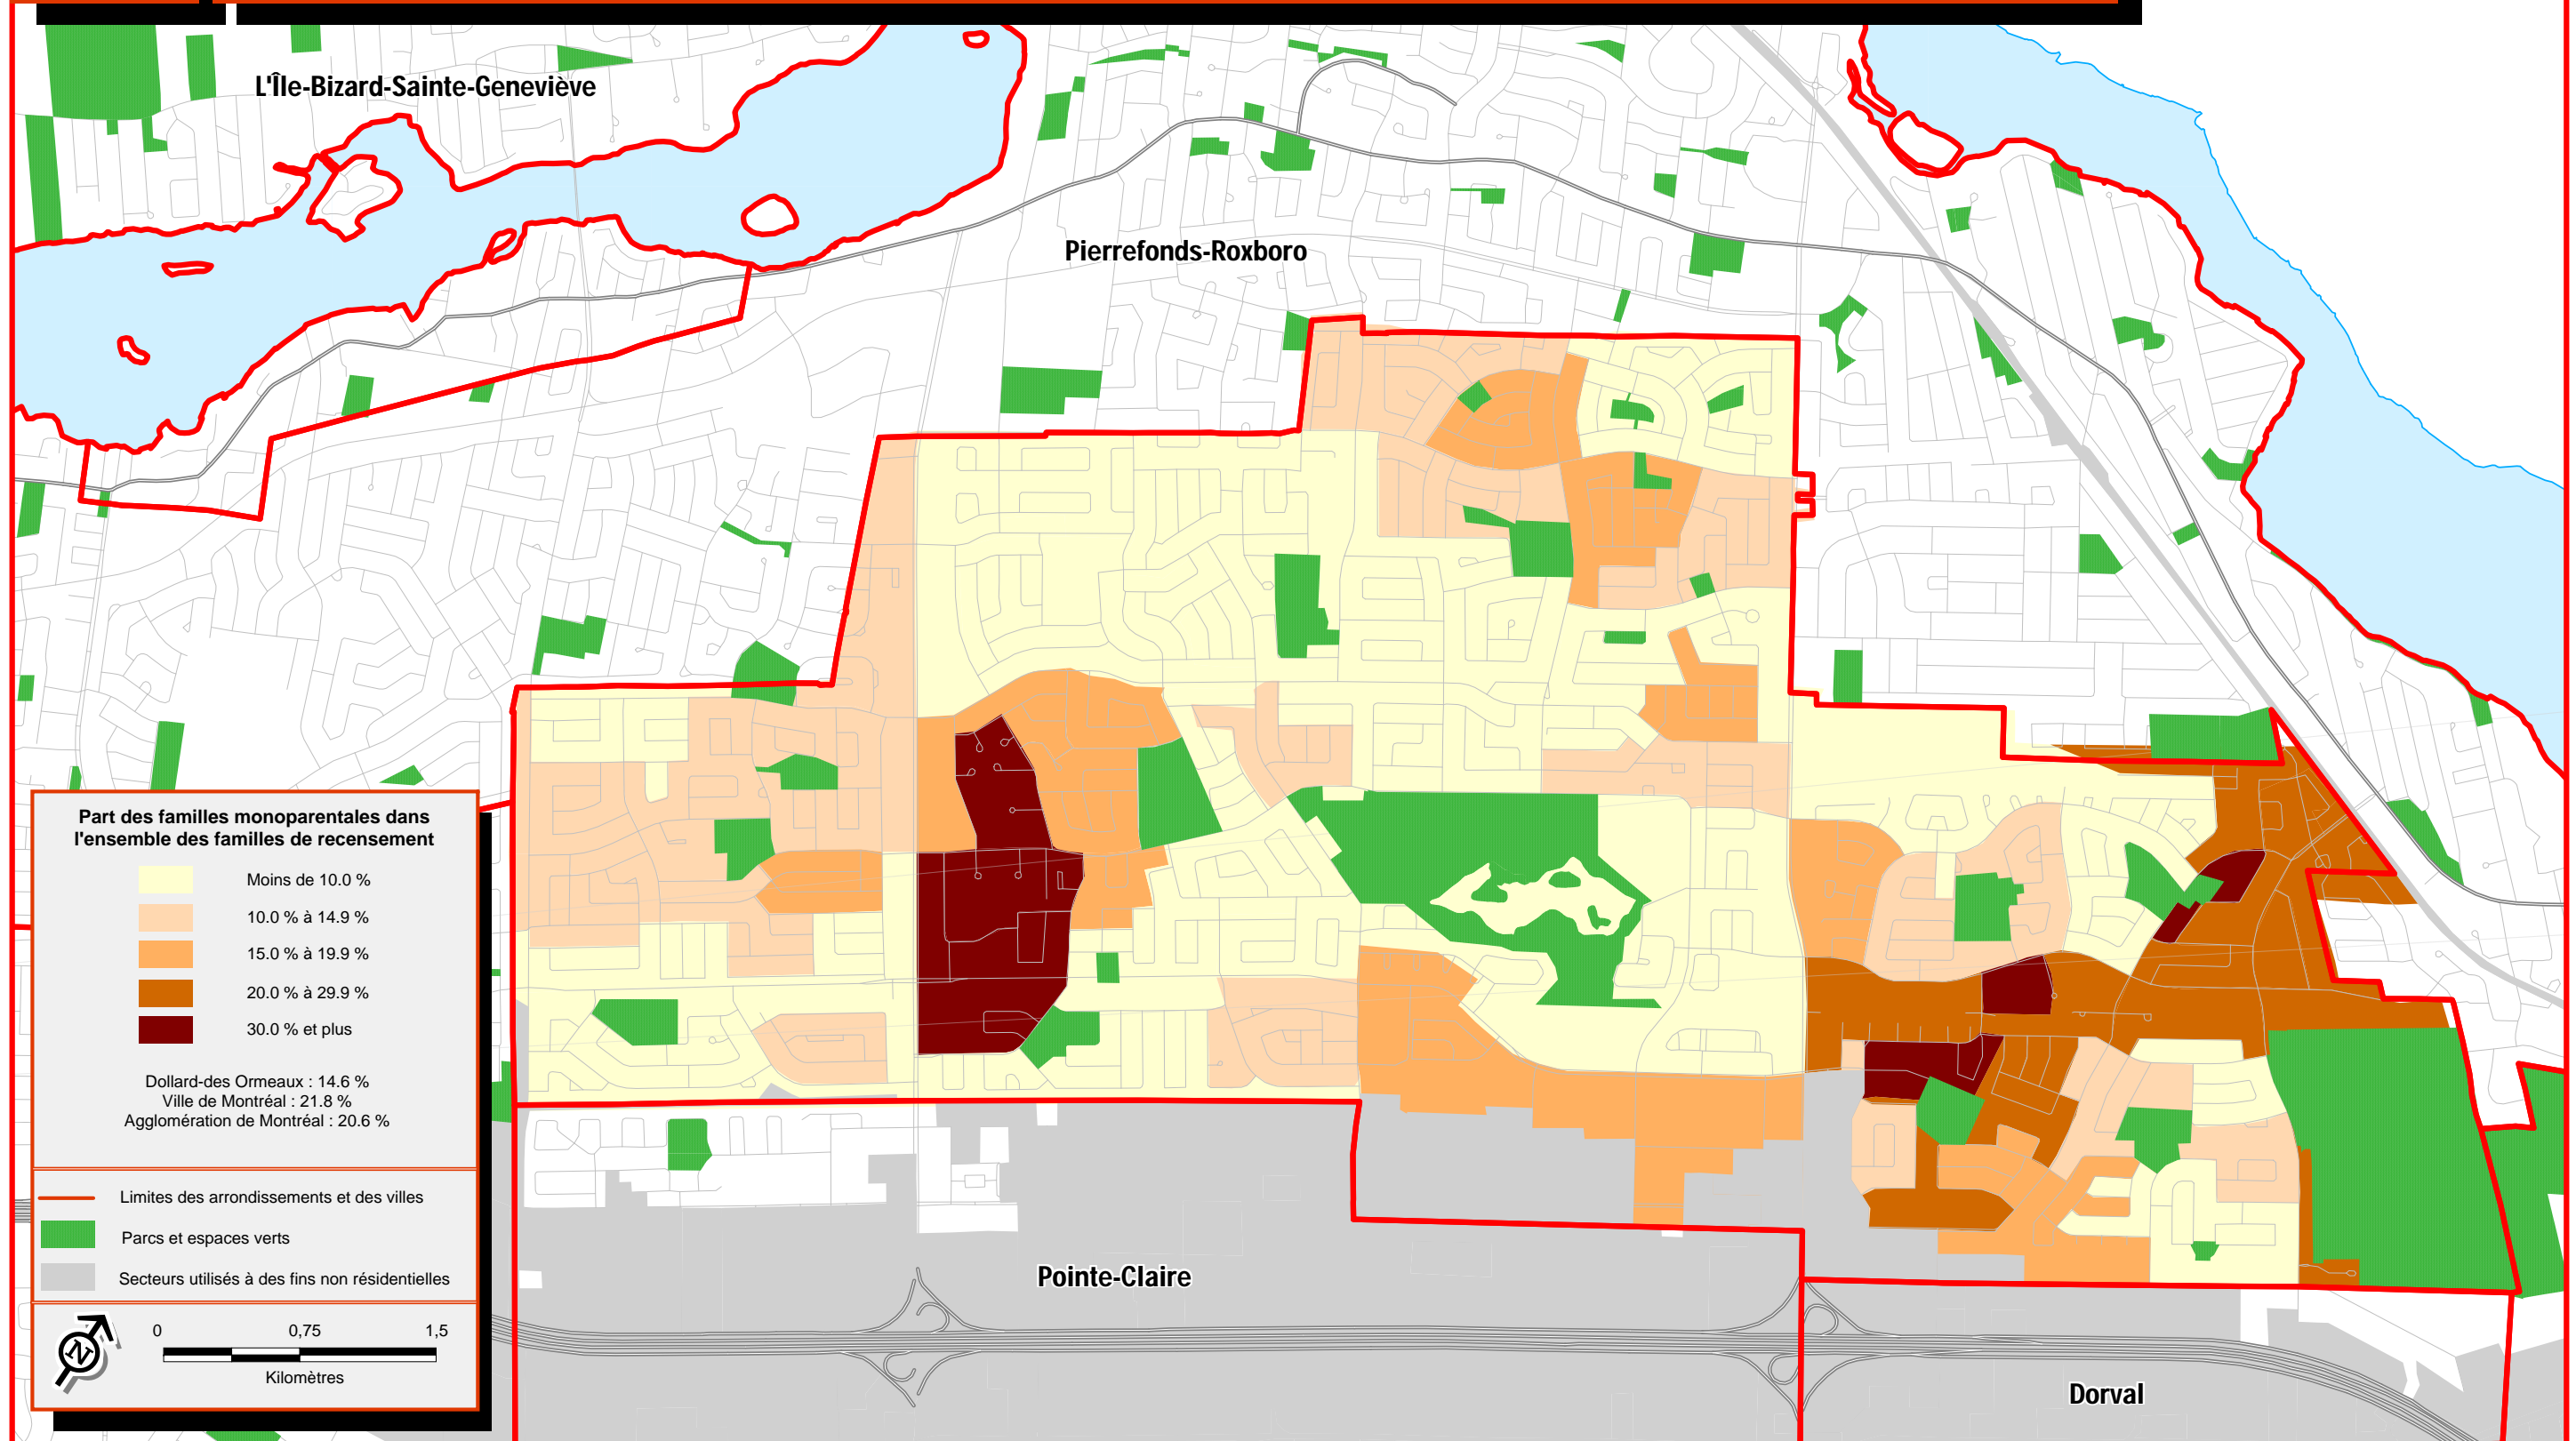 L'Île-Bizard-Sainte-Geneviève
Pierrefonds-Roxboro
Part des familles monoparentales dans
l'ensemble des familles de recensement
Moins de 10.0 %
10.0 % à 14.9 %
15.0 % à 19.9 %
20.0 % à 29.9 %
30.0 % et plus
Dollard-des Ormeaux : 14.6 %
Ville de Montréal : 21.8 %
Agglomération de Montréal : 20.6 %
Limites des arrondissements et des villes
Parcs et espaces verts
Secteurs utilisés à des fins non résidentielles
N
0 0,75 1,5
Kilomètres
Pointe-Claire
Dorval